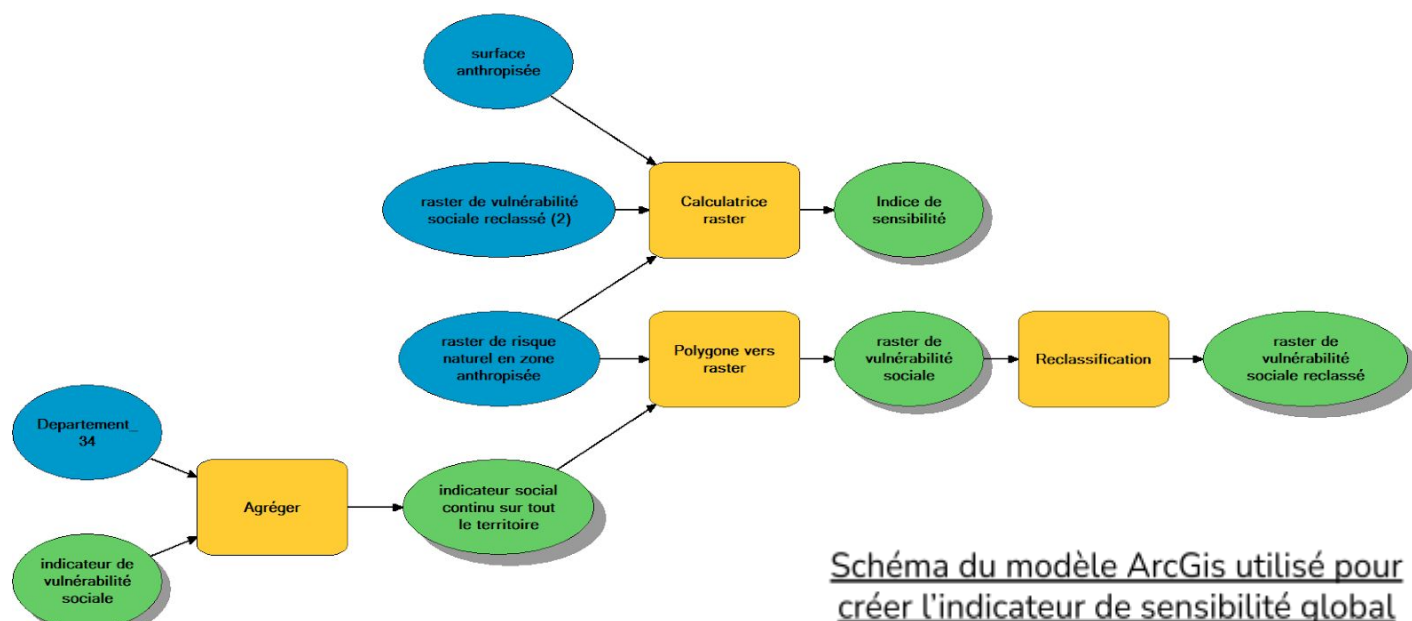 surface
anthropisée
raster de vulnérabilité
sociale reclassé (2)
Calculatrice
raster
Indice de
sensibilité
raster de risque
naturel en zone
anthropisée
Polygone vers
raster
raster de
vulnérabilité
sociale
Reclassification
raster de
vulnérabilité
sociale reclassé
Departement_
34
Agréger
indicateur social
continu sur tout
le territoire
indicateur de
vulnérabilité
sociale
Schéma du modèle ArcGis utilisé pour
créer l'indicateur de sensibilité global